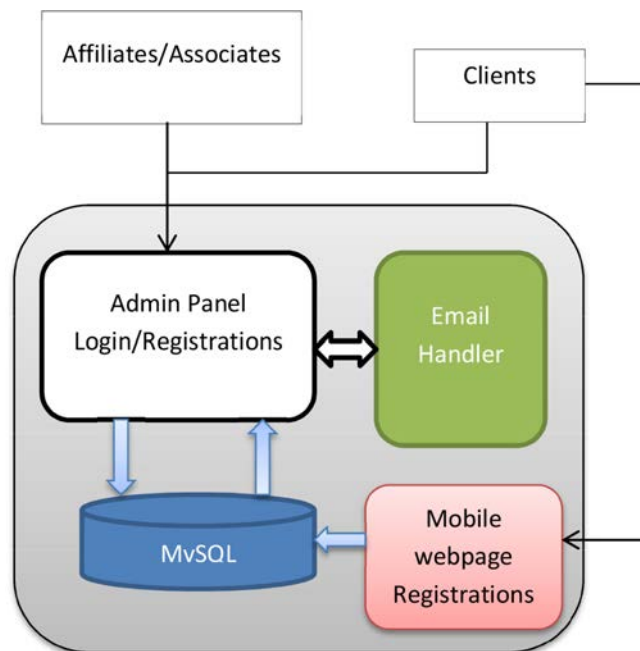 Affiliates/Associates
Clients
Admin Panel
Login/Registrations
Email
Handler
MvSQL
Mobile
webpage
Registrations